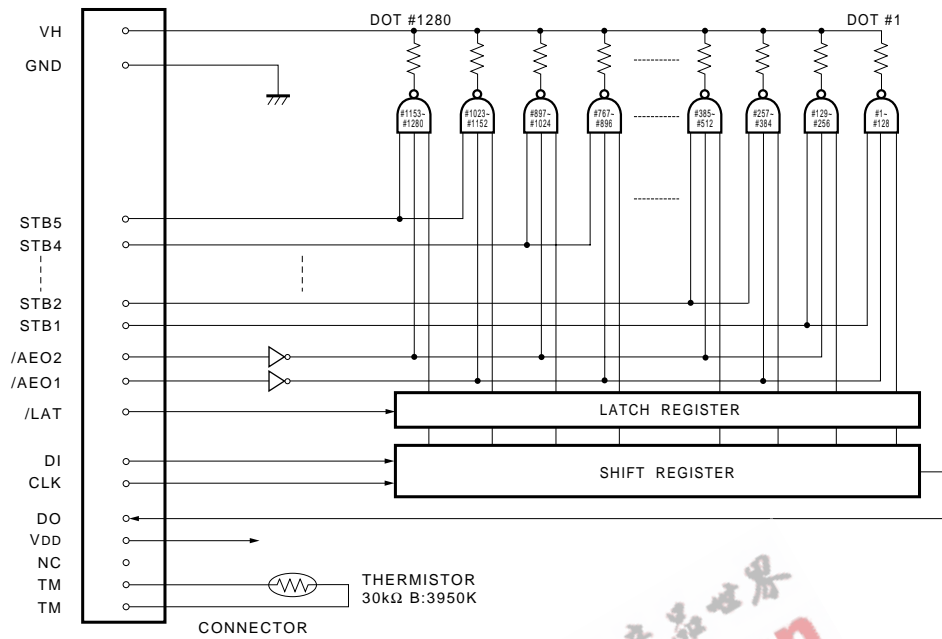 DOT #1280
DOT #1
VH
GND
#1153~
#1280
#1023~
#1152
#897~
#1024
#767~
#896
#385~
#512
#257~
#384
#129~
#256
#1~
#128
STB5
STB4
STB2
STB1
/AEO2
/AEO1
/LAT
LATCH REGISTER
DI
CLK
SHIFT REGISTER
DO
VDD
NC
TM
TM
THERMISTOR
30kΩ B:3950K
CONNECTOR